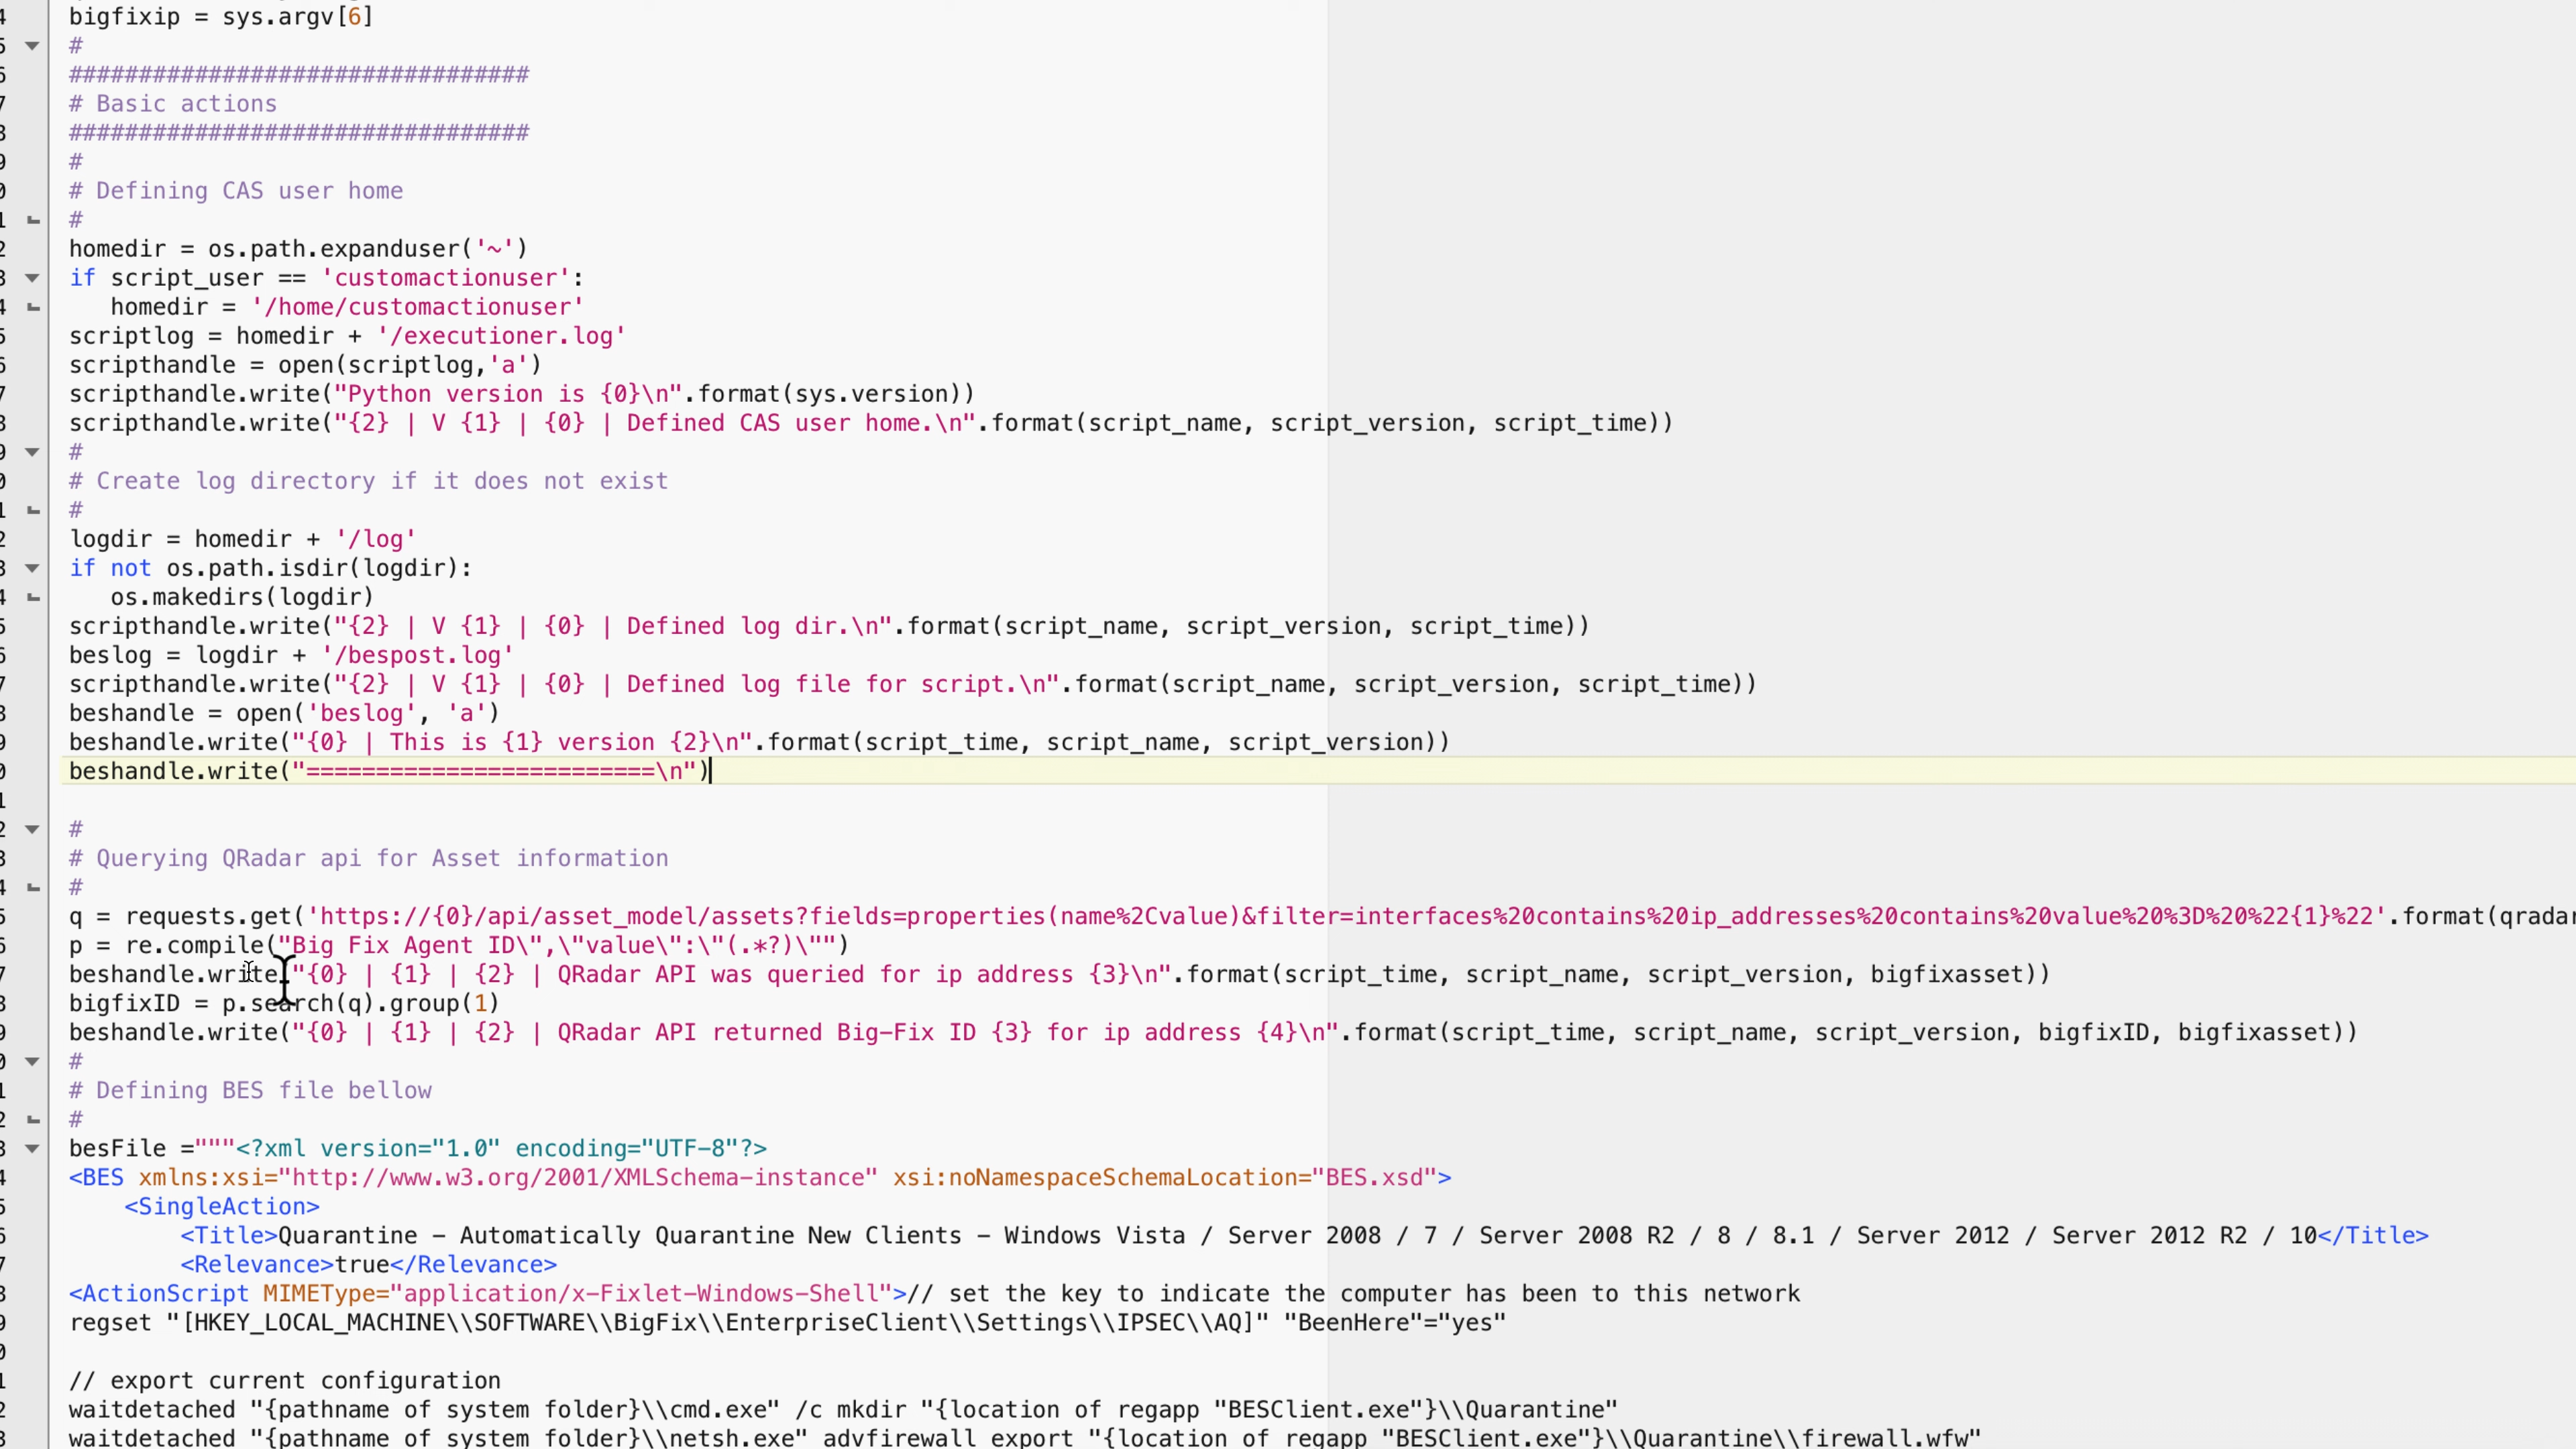 bigfixip = sys.argv[6]
#
#################################
# Basic actions
#################################
#
# Defining CAS user home
#
homedir = os.path.expanduser('~')
if script_user == 'customactionuser':
   homedir = '/home/customactionuser'
scriptlog = homedir + '/executioner.log'
scripthandle = open(scriptlog,'a')
scripthandle.write("Python version is {0}\n".format(sys.version))
scripthandle.write("{2} | V {1} | {0} | Defined CAS user home.\n".format(script_name, script_version, script_time))
#
# Create log directory if it does not exist
#
logdir = homedir + '/log'
if not os.path.isdir(logdir):
   os.makedirs(logdir)
scripthandle.write("{2} | V {1} | {0} | Defined log dir.\n".format(script_name, script_version, script_time))
beslog = logdir + '/bespost.log'
scripthandle.write("{2} | V {1} | {0} | Defined log file for script.\n".format(script_name, script_version, script_time))
beshandle = open('beslog', 'a')
beshandle.write("{0} | This is {1} version {2}\n".format(script_time, script_name, script_version))
beshandle.write("=========================\n")
#
# Querying QRadar api for Asset information
#
q = requests.get('https://{0}/api/asset_model/assets?fields=properties(name%2Cvalue)&filter=interfaces%20contains%20ip_addresses%20contains%20value%20%3D%20%22{1}%22'.format(qradar
p = re.compile("Big Fix Agent ID\",\"value\":\"(.*?)\"")
beshandle.write("{0} | {1} | {2} | QRadar API was queried for ip address {3}\n".format(script_time, script_name, script_version, bigfixasset))
bigfixID = p.search(q).group(1)
beshandle.write("{0} | {1} | {2} | QRadar API returned Big-Fix ID {3} for ip address {4}\n".format(script_time, script_name, script_version, bigfixID, bigfixasset))
#
# Defining BES file bellow
#
besFile ="""<?xml version="1.0" encoding="UTF-8"?>
<BES xmlns:xsi="http://www.w3.org/2001/XMLSchema-instance" xsi:noNamespaceSchemaLocation="BES.xsd">
    <SingleAction>
        <Title>Quarantine - Automatically Quarantine New Clients - Windows Vista / Server 2008 / 7 / Server 2008 R2 / 8 / 8.1 / Server 2012 / Server 2012 R2 / 10</Title>
        <Relevance>true</Relevance>
<ActionScript MIMEType="application/x-Fixlet-Windows-Shell">// set the key to indicate the computer has been to this network
regset "[HKEY_LOCAL_MACHINE\\SOFTWARE\\BigFix\\EnterpriseClient\\Settings\\IPSEC\\AQ]" "BeenHere"="yes"
// export current configuration
waitdetached "{pathname of system folder}\\cmd.exe" /c mkdir "{location of regapp "BESClient.exe"}\\Quarantine"
waitdetached "{pathname of system folder}\\netsh.exe" advfirewall export "{location of regapp "BESClient.exe"}\\Quarantine\\firewall.wfw"